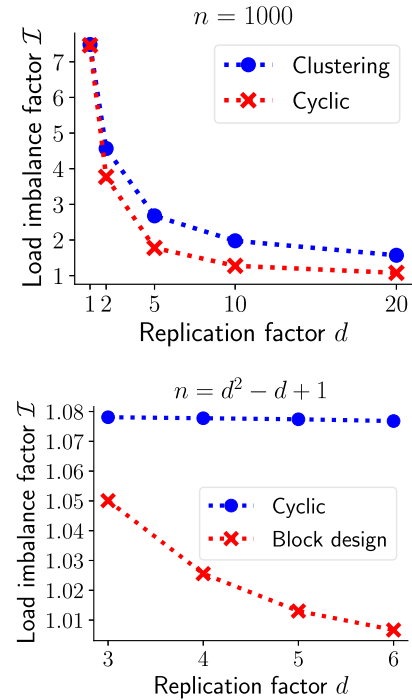 n = 1000
Load imbalance factor I
7
6
5
4
3
2
1
Clustering
Cyclic
1 2 5 10 20
Replication factor d
n = d² − d + 1
Load imbalance factor I
1.08
1.07
1.06
1.05
1.04
1.03
1.02
1.01
Cyclic
Block design
3 4 5 6
Replication factor d